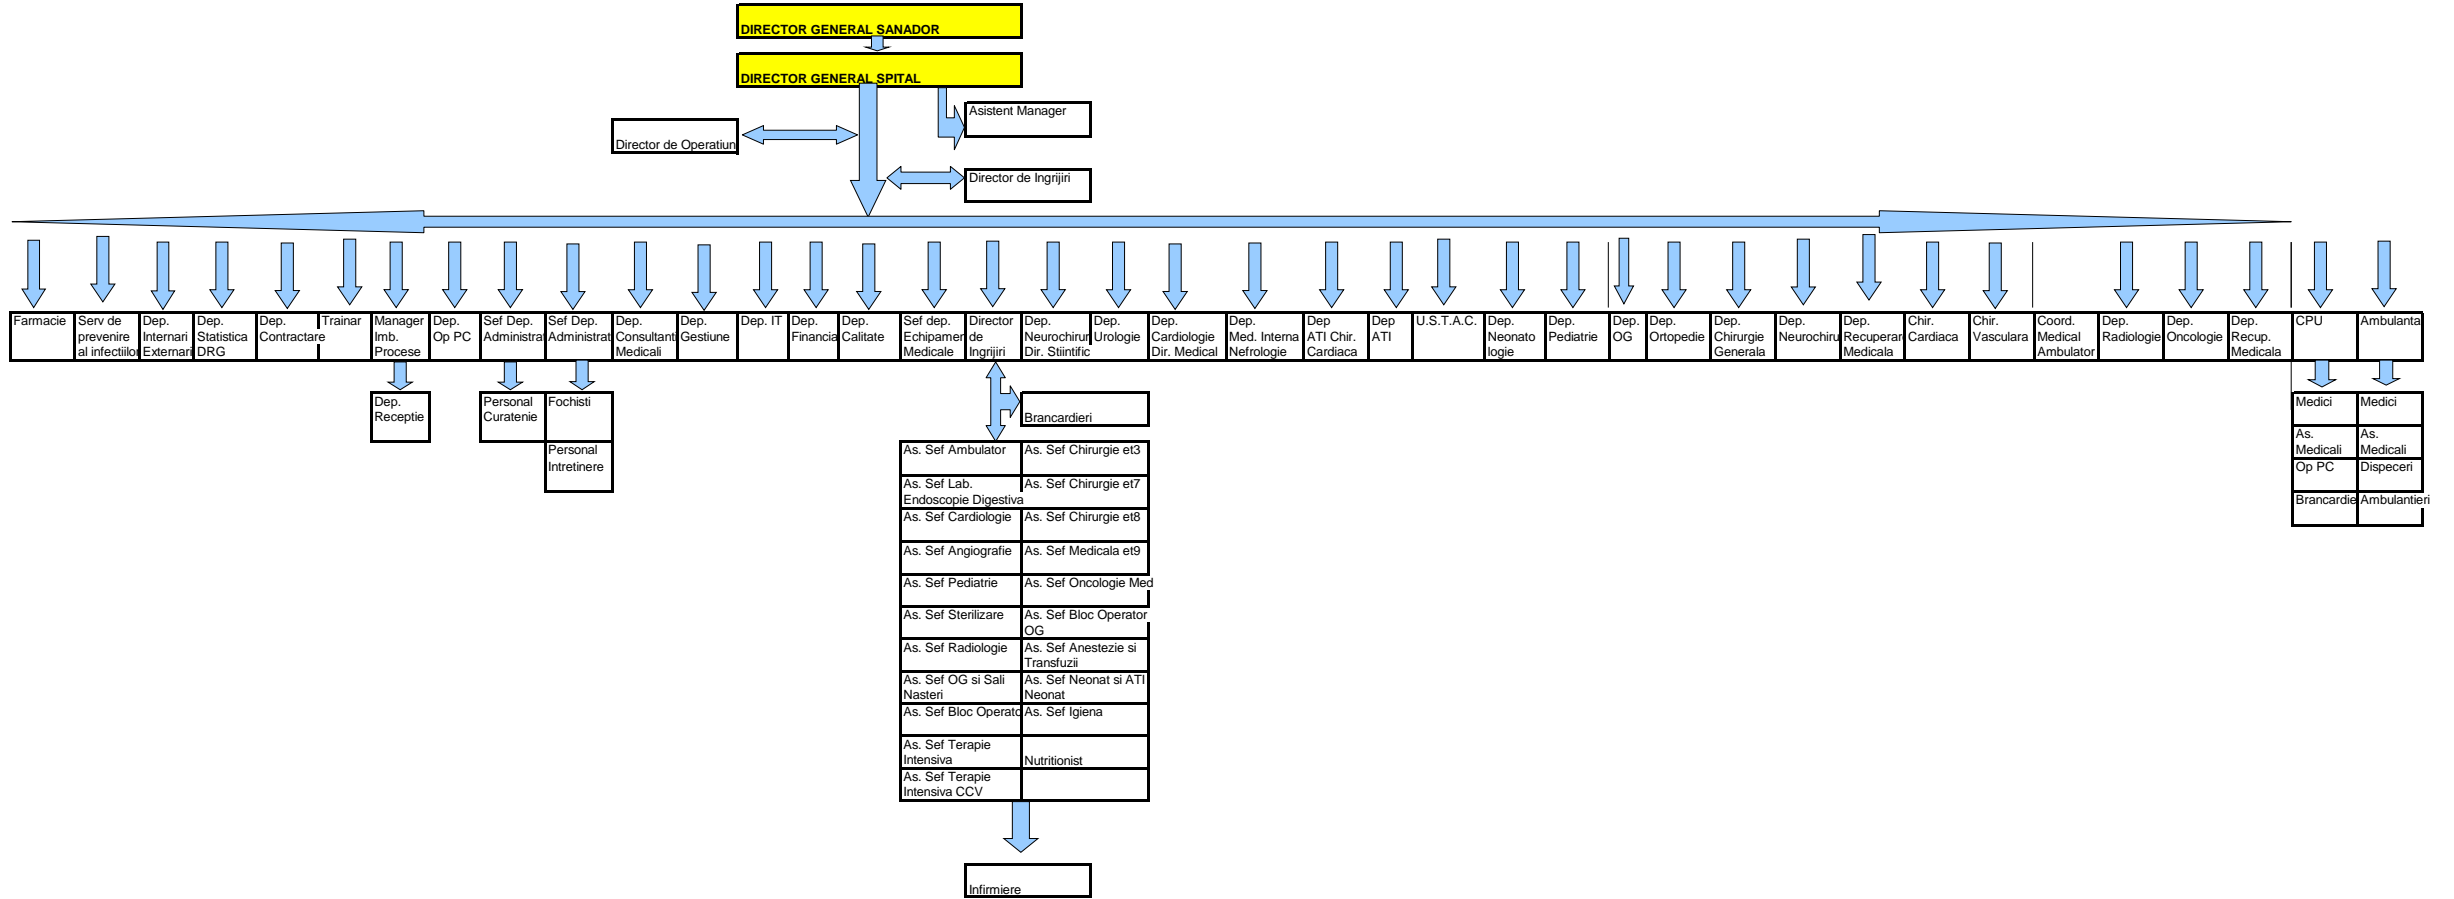 DIRECTOR GENERAL SANADOR
DIRECTOR GENERAL SPITAL
Asistent Manager
Director de Operatiun
Director de Ingrijiri
Farmacie
Serv de
prevenire
al infectiilor
Dep.
Internari
Externari
Dep.
Statistica
DRG
Dep.
Contractare
Trainar
Manager
Imb.
Procese
Dep.
Op PC
Sef Dep.
Administrat
Sef Dep.
Administrat
Dep.
Consultanti
Medicali
Dep.
Gestiune
Dep. IT
Dep.
Financia
Dep.
Calitate
Sef dep.
Echipamen
Medicale
Director
de
Ingrijiri
Dep.
Neurochirur
Dir. Stiintific
Dep.
Urologie
Dep.
Cardiologie
Dir. Medical
Dep.
Med. Interna
Nefrologie
Dep
ATI Chir.
Cardiaca
Dep
ATI
U.S.T.A.C.
Dep.
Neonato
logie
Dep.
Pediatrie
Dep.
OG
Dep.
Ortopedie
Dep.
Chirurgie
Generala
Dep.
Neurochiru
Dep.
Recuperar
Medicala
Chir.
Cardiaca
Chir.
Vasculara
Coord.
Medical
Ambulator
Dep.
Radiologie
Dep.
Oncologie
Dep.
Recup.
Medicala
CPU
Ambulanta
Dep.
Receptie
Personal
Curatenie
Fochisti
Personal
Intretinere
Brancardieri
Medici
Medici
As.
Medicali
As.
Medicali
Op PC
Dispeceri
Brancardie
Ambulantieri
As. Sef Ambulator
As. Sef Chirurgie et3
As. Sef Lab.
Endoscopie Digestiva
As. Sef Chirurgie et7
As. Sef Cardiologie
As. Sef Chirurgie et8
As. Sef Angiografie
As. Sef Medicala et9
As. Sef Pediatrie
As. Sef Oncologie Med
As. Sef Sterilizare
As. Sef Bloc Operator
OG
As. Sef Radiologie
As. Sef Anestezie si
Transfuzii
As. Sef OG si Sali
Nasteri
As. Sef Neonat si ATI
Neonat
As. Sef Bloc Operato
As. Sef Igiena
As. Sef Terapie
Intensiva
Nutritionist
As. Sef Terapie
Intensiva CCV
Infirmiere